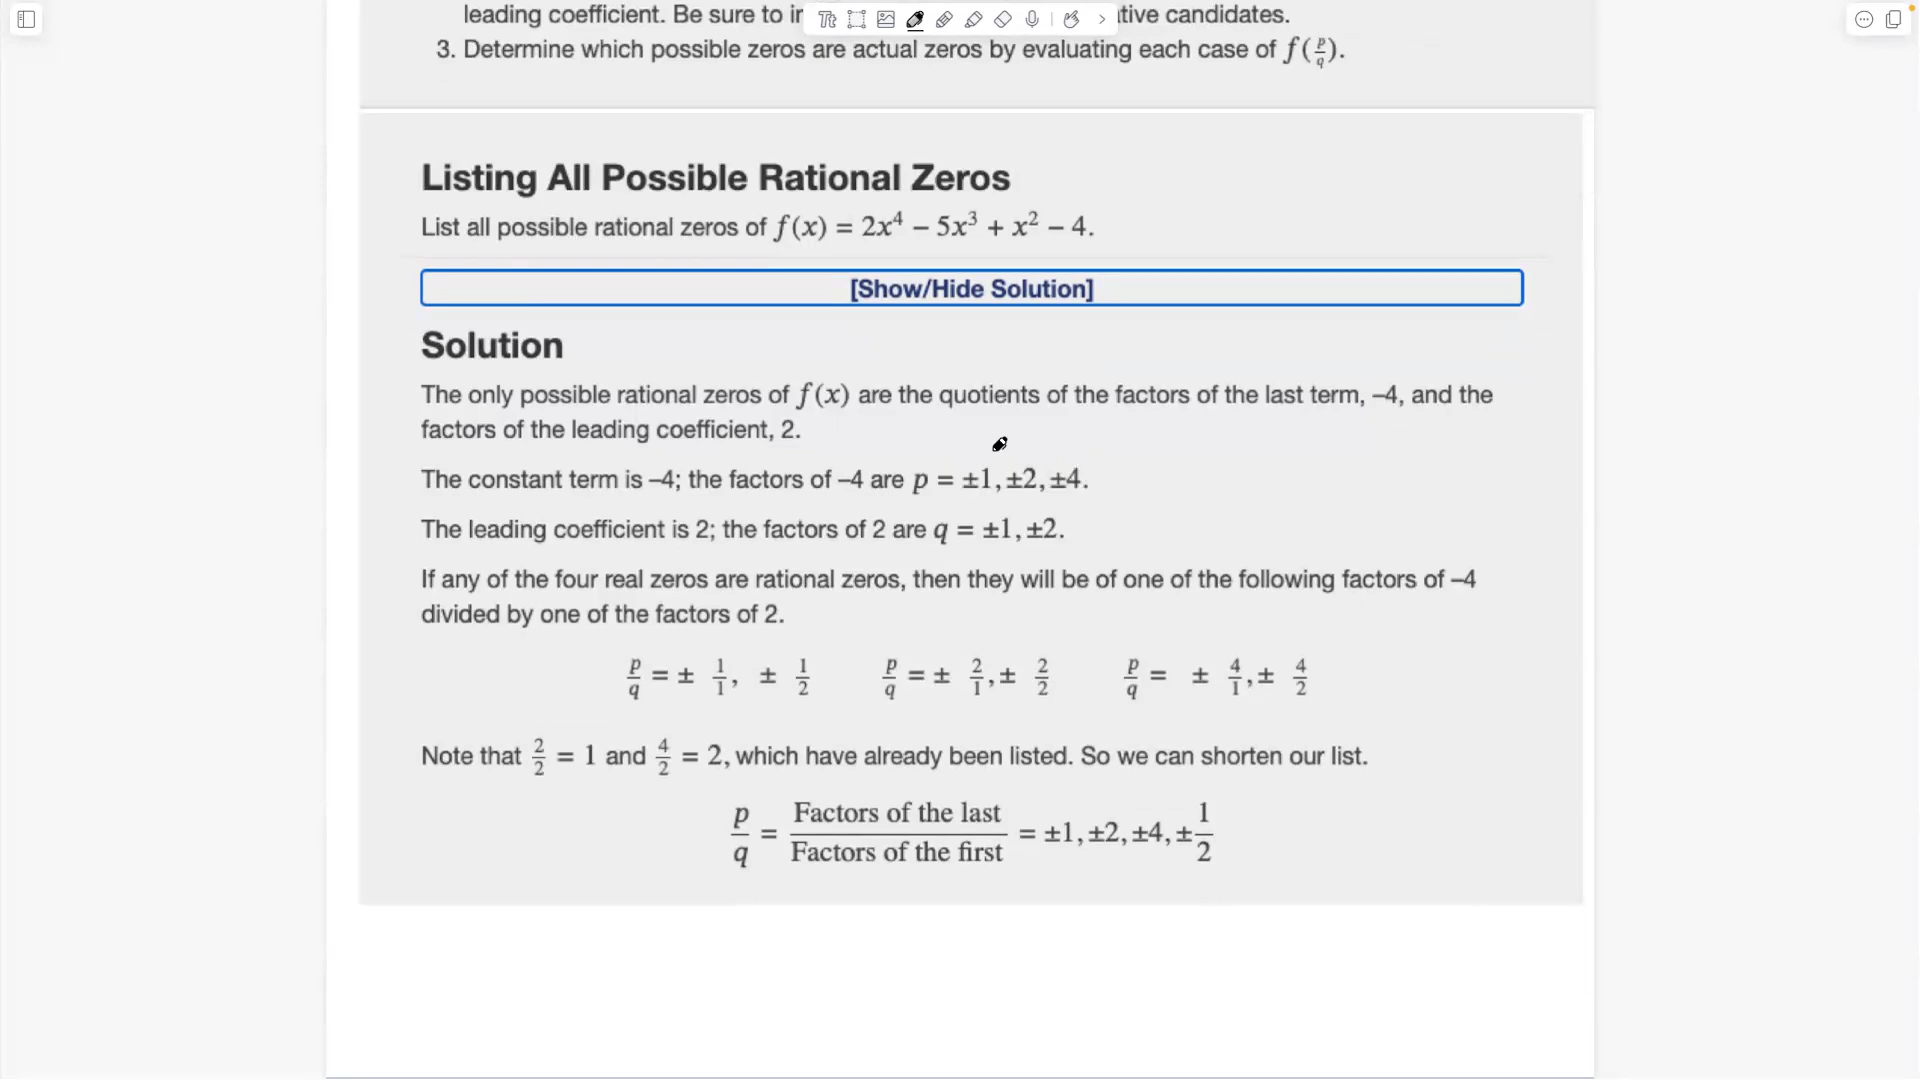 leading coefficient. Be sure to in
Tt
tive candidates.
3. Determine which possible zeros are actual zeros by evaluating each case of f(p/q).
Listing All Possible Rational Zeros
List all possible rational zeros of f(x) = 2x⁴ − 5x³ + x² − 4.
[Show/Hide Solution]
Solution
The only possible rational zeros of f(x) are the quotients of the factors of the last term, –4, and the
factors of the leading coefficient, 2.
The constant term is –4; the factors of –4 are p = ±1, ±2, ±4.
The leading coefficient is 2; the factors of 2 are q = ±1, ±2.
If any of the four real zeros are rational zeros, then they will be of one of the following factors of –4
divided by one of the factors of 2.
p/q = ± 1/1, ± 1/2 p/q = ± 2/1, ± 2/2 p/q = ± 4/1, ± 4/2
Note that 2/2 = 1 and 4/2 = 2, which have already been listed. So we can shorten our list.
p/q = Factors of the last/Factors of the first = ±1, ±2, ±4, ±1/2